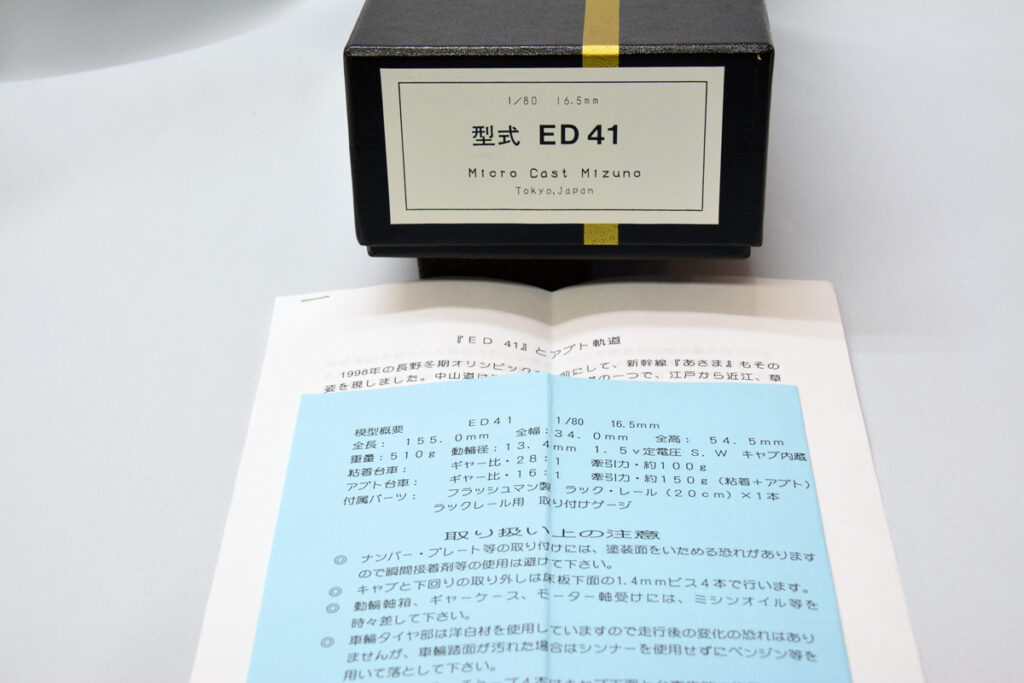 1/80 16.5mm
型式 ED 41
Micro Cast Mizuno
Tokyo,Japan
『ED 41』とアプト軌道
1998年の長野冬期オリンピック 前にして、新幹線『あさま』もその
姿を現しました。中山道は の一つで、江戸から近江、草
模型概要 ED41 1/80 16.5mm
全長: 155.0mm 全幅:34.0mm 全高: 54.5mm
重量:510g 動輪径:13.4mm 1.5v定電圧 S.W キャブ内蔵
粘着台車: ギヤー比・28:1 牽引力・約100g
アプト台車: ギヤー比・16:1 牽引力・約150g(粘着+アプト)
付属パーツ: フラッシュマン製 ラック・レール(20cm)×1本
ラックレール用 取り付けゲージ
取り扱い上の注意
◎ ナンバー・プレート等の取り付けには、塗装面をいためる恐れがあります
ので瞬間接着剤等の使用は避けて下さい。
◎ キャブと下回りの取り外しは床板下面の1.4mmビス4本で行います。
◎ 動輪軸箱、ギャーケース、モーター軸受けには、ミシンオイル等を
時々差して下さい。
◎ 車輪タイヤ部は洋白材を使用していますので走行後の変化の恐れはあり
ませんが、車輪踏面が汚れた場合はシンナーを使用せずにベンジン等を
用いて落として下さい。